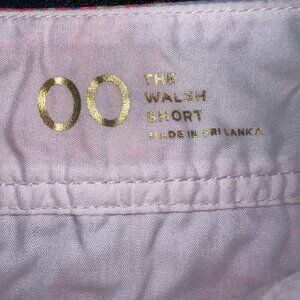 00
THE
WALSH
SHORT
MADE IN SRI LANKA